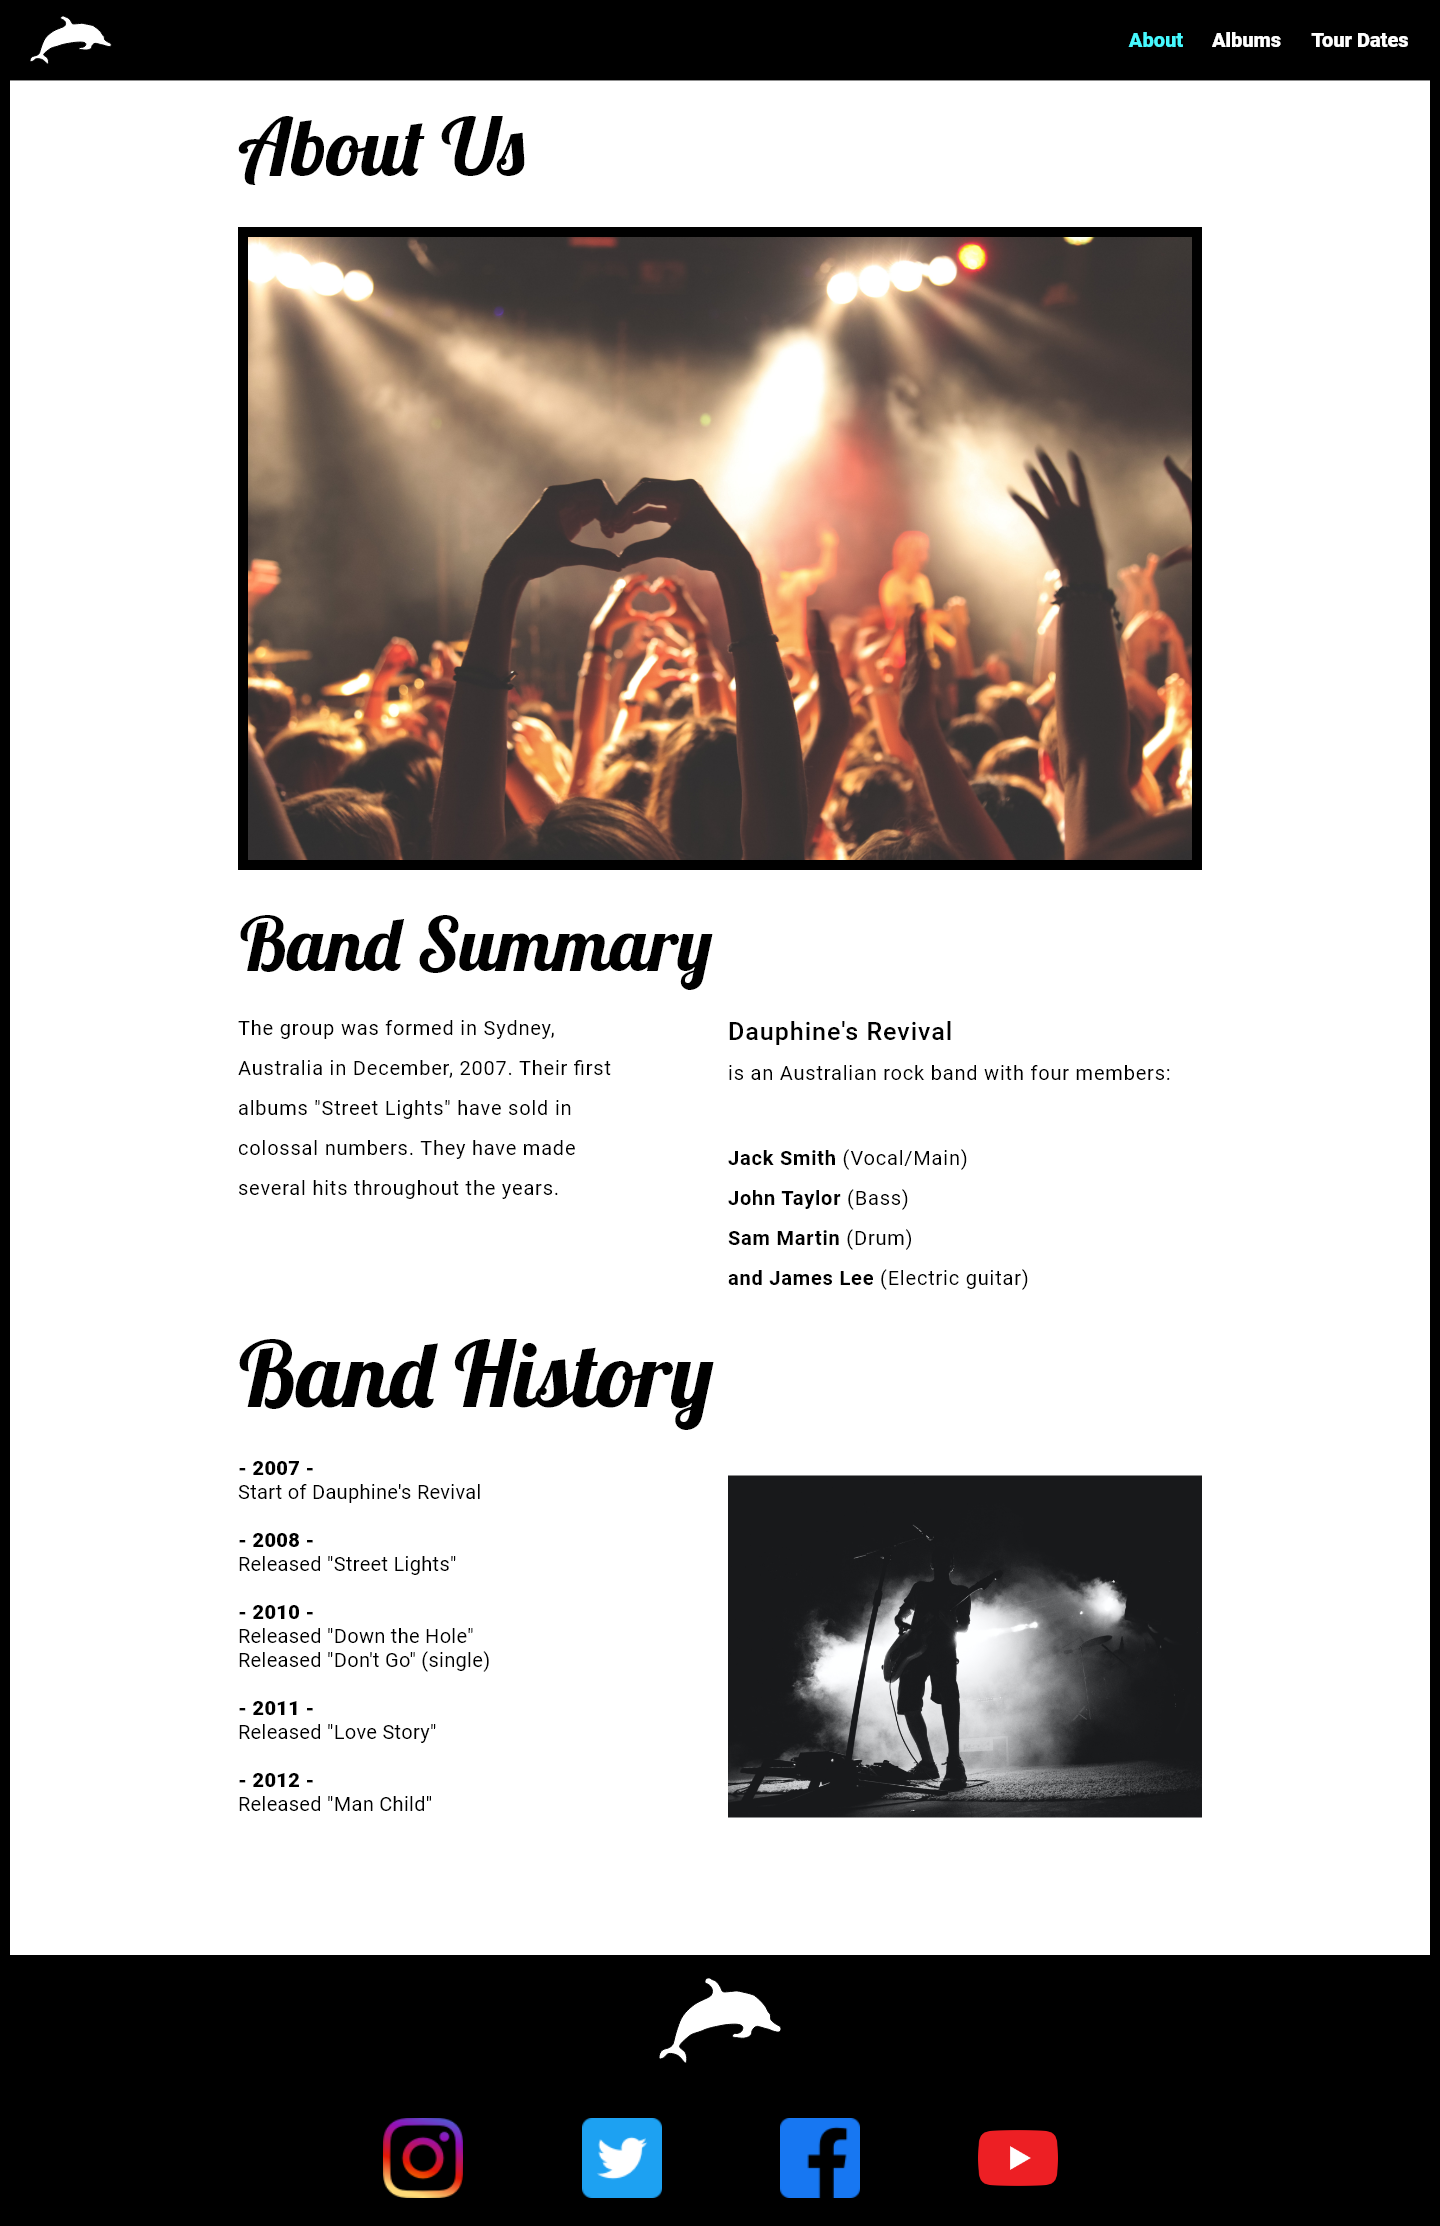 About Albums Tour Dates
About Us
Band Summary
The group was formed in Sydney,
Australia in December, 2007. Their first
albums "Street Lights" have sold in
colossal numbers. They have made
several hits throughout the years.
Dauphine's Revival
is an Australian rock band with four members:
Jack Smith (Vocal/Main)
John Taylor (Bass)
Sam Martin (Drum)
and James Lee (Electric guitar)
Band History
- 2007 -
Start of Dauphine's Revival
- 2008 -
Released "Street Lights"
- 2010 -
Released "Down the Hole"
Released "Don't Go" (single)
- 2011 -
Released "Love Story"
- 2012 -
Released "Man Child"